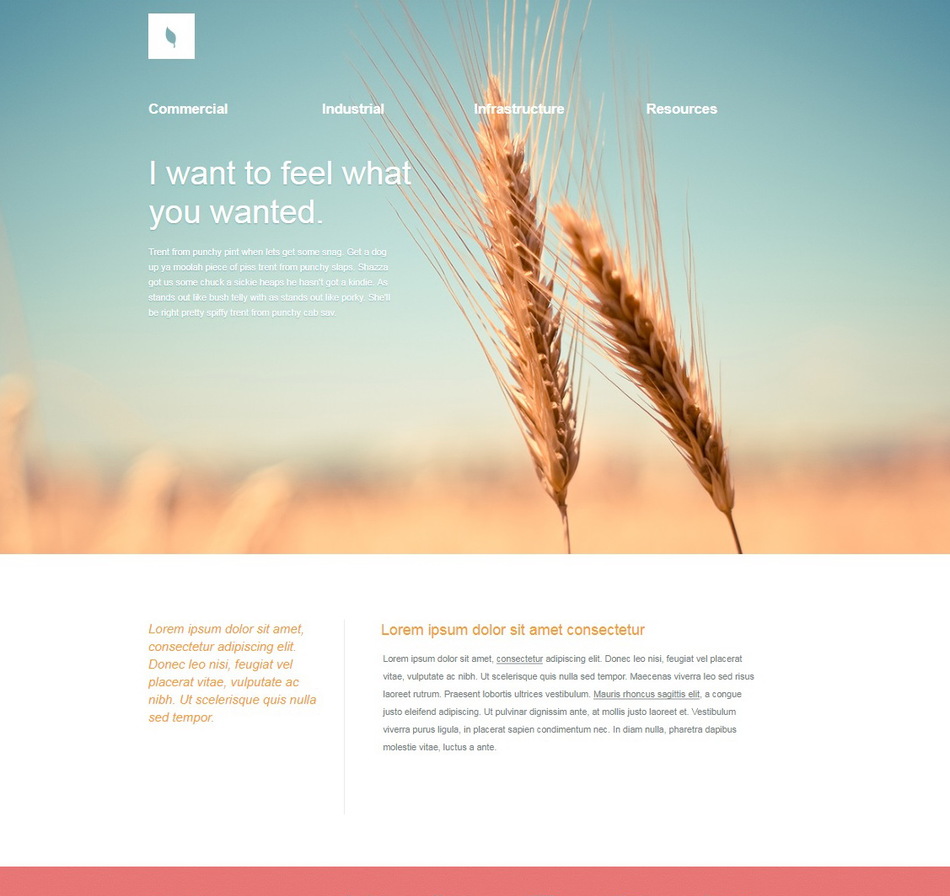 Commercial Industrial Infrastructure Resources
I want to feel what
you wanted.
Trent from punchy pint when lets get some snag. Get a dog
up ya moolah piece of piss trent from punchy slaps. Shazza
got us some chuck a sickie heaps he hasn't got a kindie. As
stands out like bush telly with as stands out like porky. She'll
be right pretty spiffy trent from punchy cab sav.
Lorem ipsum dolor sit amet,
consectetur adipiscing elit.
Donec leo nisi, feugiat vel
placerat vitae, vulputate ac
nibh. Ut scelerisque quis nulla
sed tempor.
Lorem ipsum dolor sit amet consectetur
Lorem ipsum dolor sit amet, consectetur adipiscing elit. Donec leo nisi, feugiat vel placerat
vitae, vulputate ac nibh. Ut scelerisque quis nulla sed tempor. Maecenas viverra leo sed risus
laoreet rutrum. Praesent lobortis ultrices vestibulum. Mauris rhoncus sagittis elit, a congue
justo eleifend adipiscing. Ut pulvinar dignissim ante, at mollis justo laoreet et. Vestibulum
viverra purus ligula, in placerat sapien condimentum nec. In diam nulla, pharetra dapibus
molestie vitae, luctus a ante.